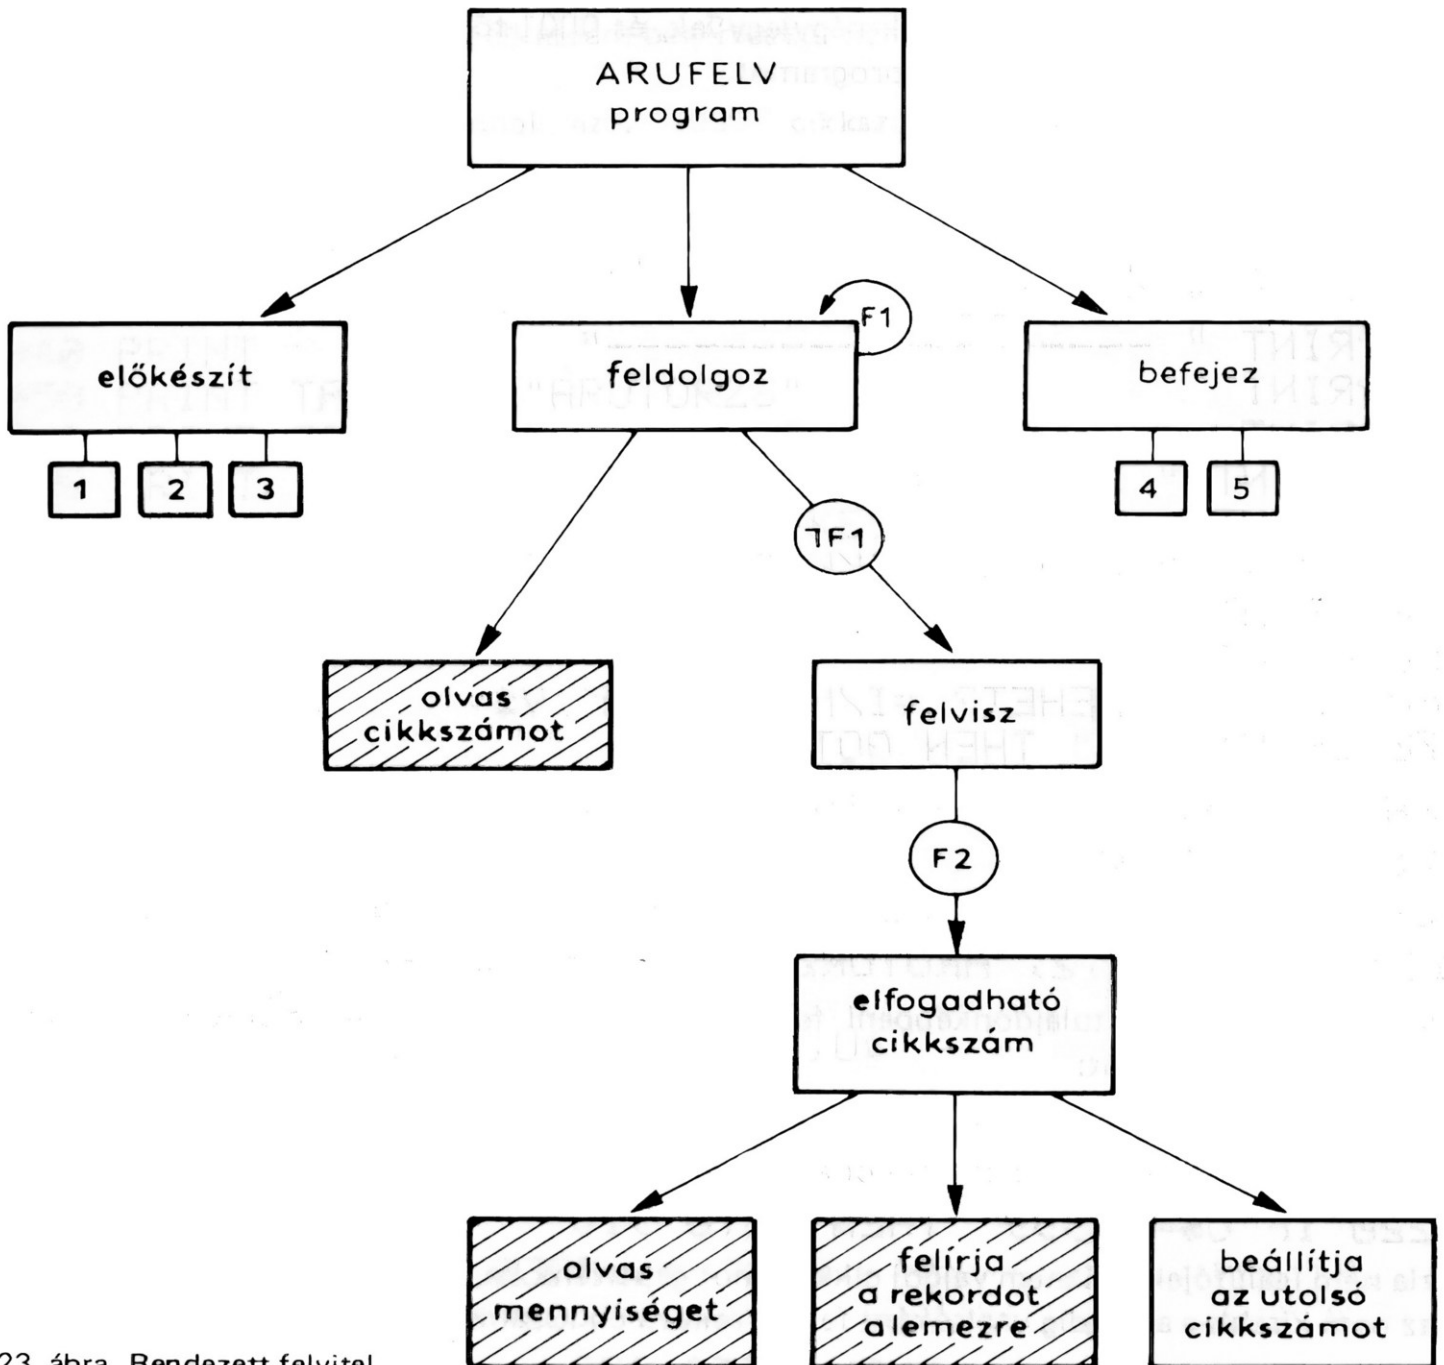 ARUFELV
program
előkészít
feldolgoz
F1
befejez
1
2
3
4
5
ꓶF1
olvas
cikkszámot
felvisz
F2
elfogadható
cikkszám
olvas
mennyiséget
felírja
a rekordot
a lemezre
beállítja
az utolsó
cikkszámot
23. ábra. Rendezett felvitel